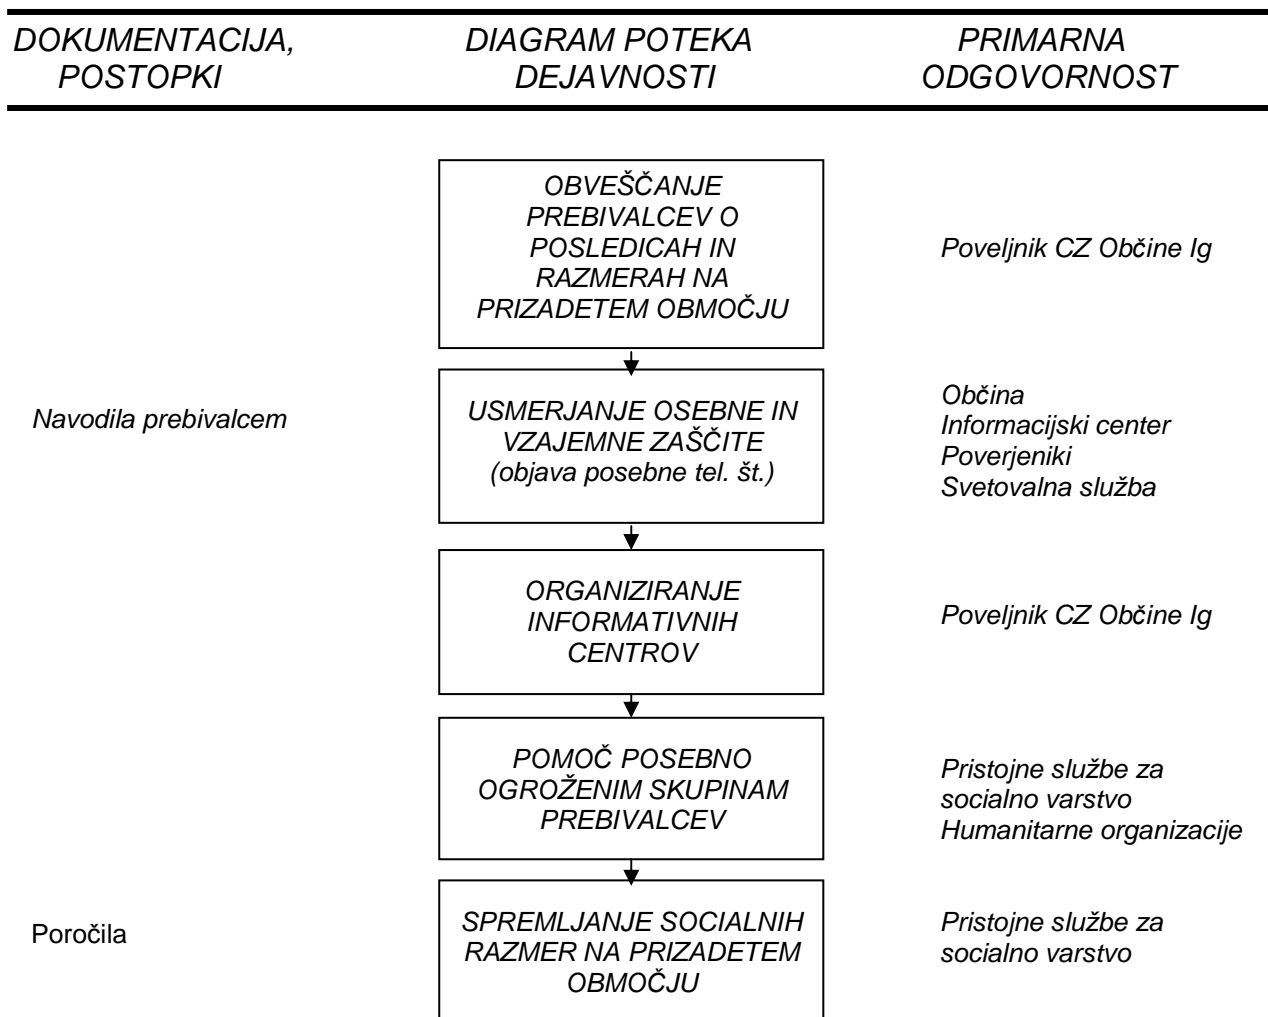 DOKUMENTACIJA,
POSTOPKI
DIAGRAM POTEKA
DEJAVNOSTI
PRIMARNA
ODGOVORNOST
OBVEŠČANJE
PREBIVALCEV O
POSLEDICAH IN
RAZMERAH NA
PRIZADETEM OBMOČJU
Poveljnik CZ Občine Ig
Navodila prebivalcem
USMERJANJE OSEBNE IN
VZAJEMNE ZAŠČITE
(objava posebne tel. št.)
Občina
Informacijski center
Poverjeniki
Svetovalna služba
ORGANIZIRANJE
INFORMATIVNIH
CENTROV
Poveljnik CZ Občine Ig
POMOČ POSEBNO
OGROŽENIM SKUPINAM
PREBIVALCEV
Pristojne službe za
socialno varstvo
Humanitarne organizacije
Poročila
SPREMLJANJE SOCIALNIH
RAZMER NA PRIZADETEM
OBMOČJU
Pristojne službe za
socialno varstvo